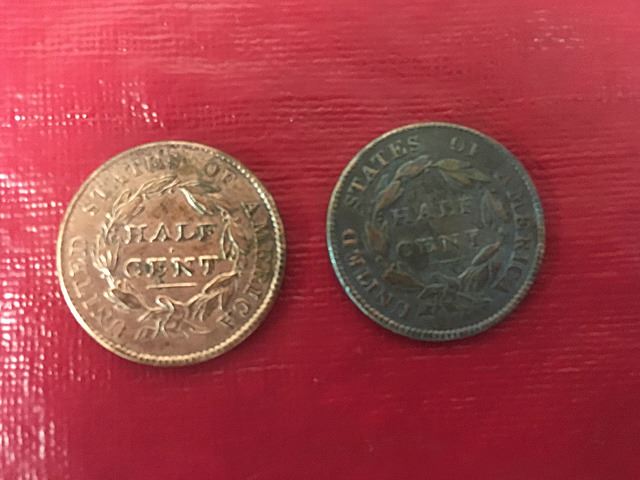 UNITED STATES OF AMERICA
HALF
CENT
UNITED STATES OF AMERICA
HALF
CENT